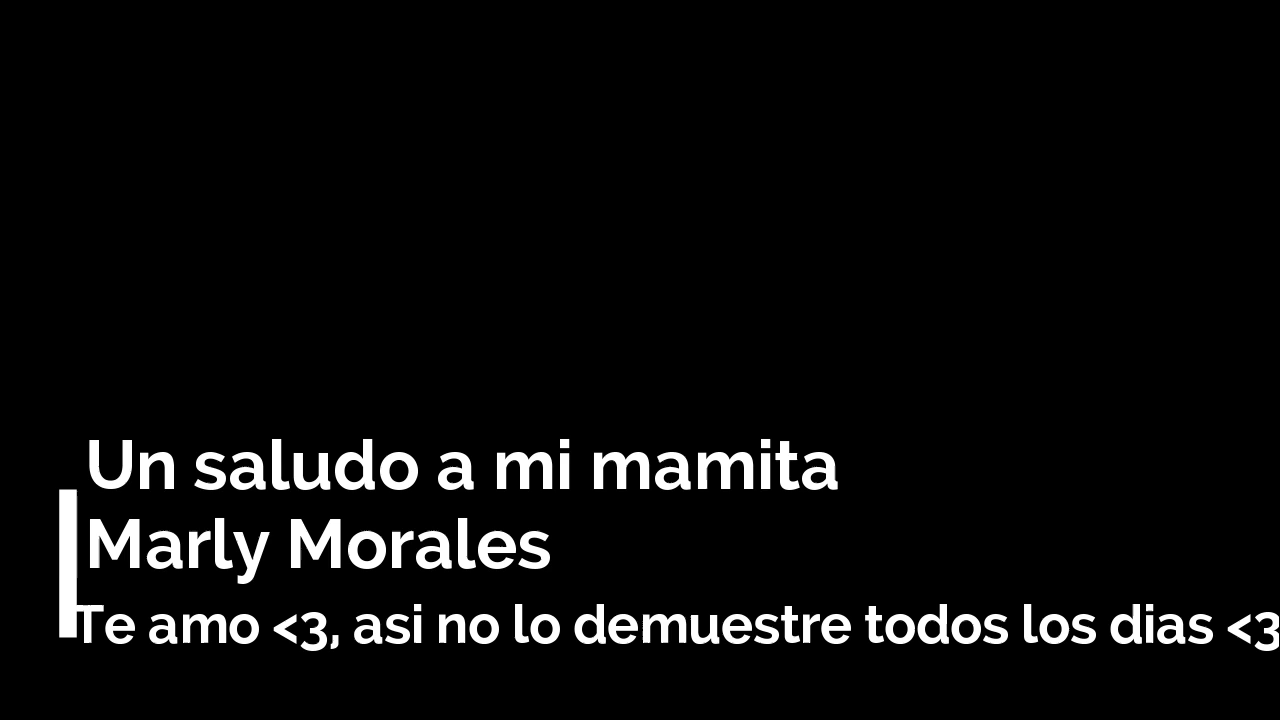 Un saludo a mi mamita
Marly Morales
Te amo <3, asi no lo demuestre todos los dias <3